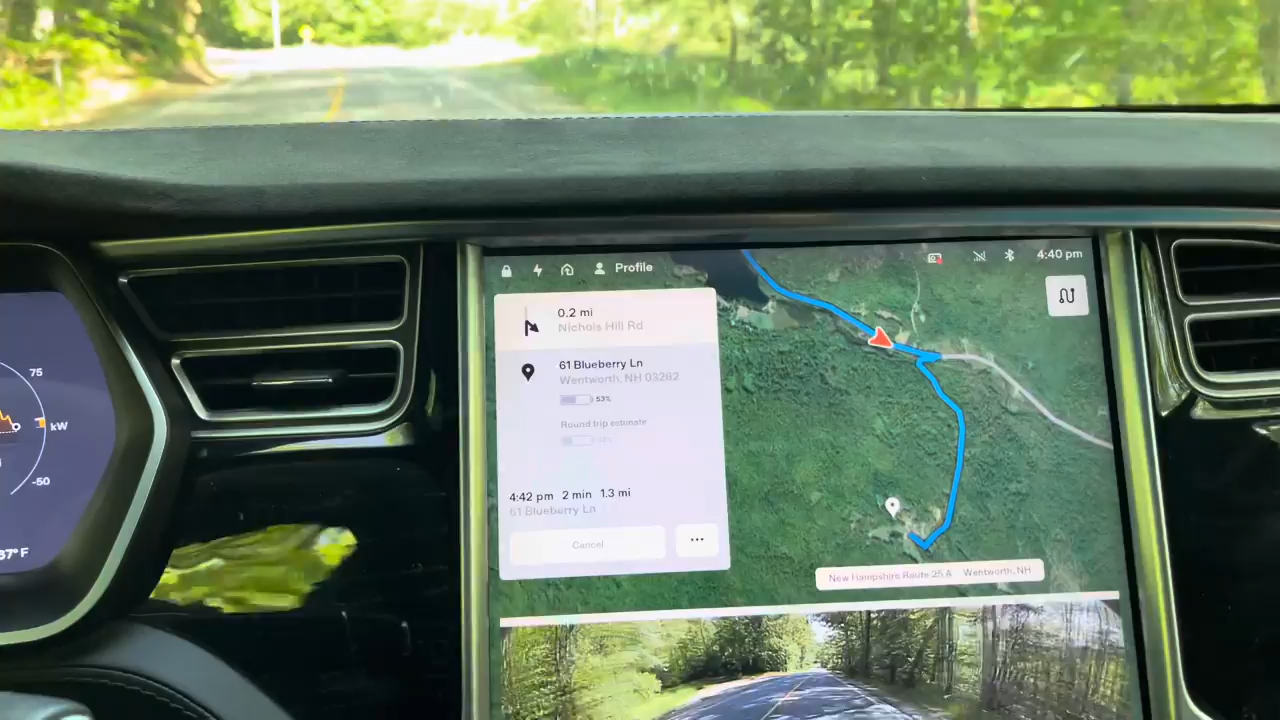 Profile
4:40 pm
0.2 mi
Nichols Hill Rd
61 Blueberry Ln
Wentworth, NH 03282
53%
Round trip estimate
4:42 pm 2 min 1.3 mi
61 Blueberry Ln
Cancel
...
New Hampshire Route 25 A Wentworth, NH
75
kW
-50
37°F